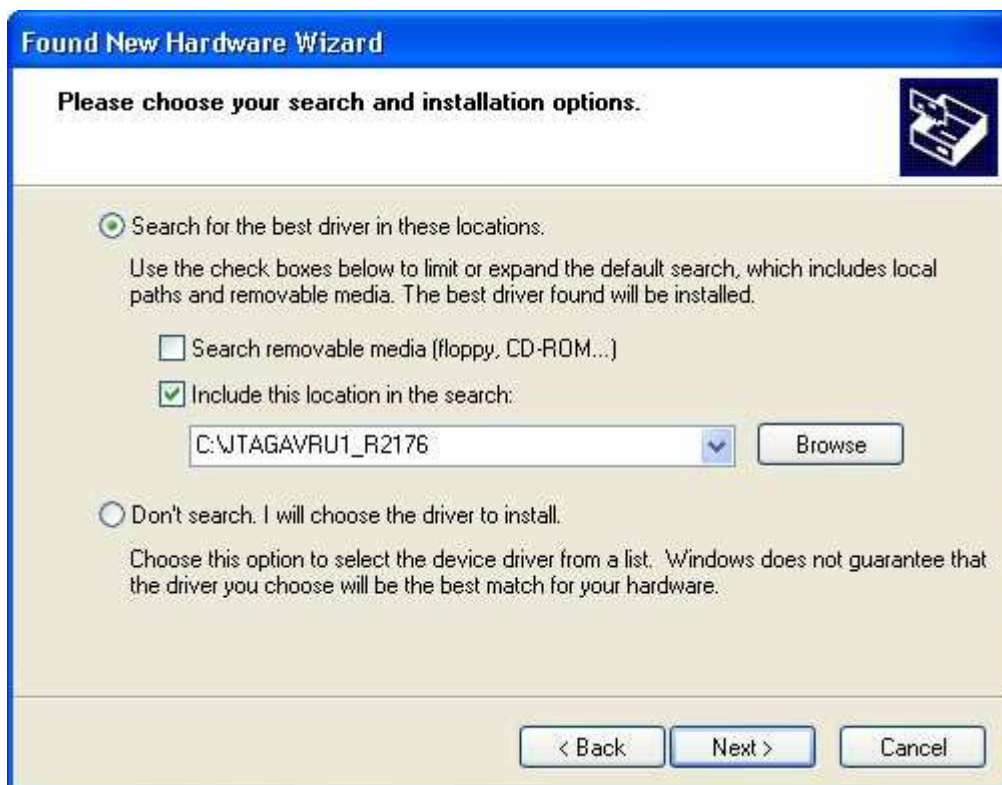 Found New Hardware Wizard
Please choose your search and installation options.
Search for the best driver in these locations.
Use the check boxes below to limit or expand the default search, which includes local
paths and removable media. The best driver found will be installed.
Search removable media (floppy, CD-ROM...)
Include this location in the search:
C:\JTAGAVRU1_R2176
Browse
Don't search. I will choose the driver to install.
Choose this option to select the device driver from a list. Windows does not guarantee that
the driver you choose will be the best match for your hardware.
< Back
Next >
Cancel